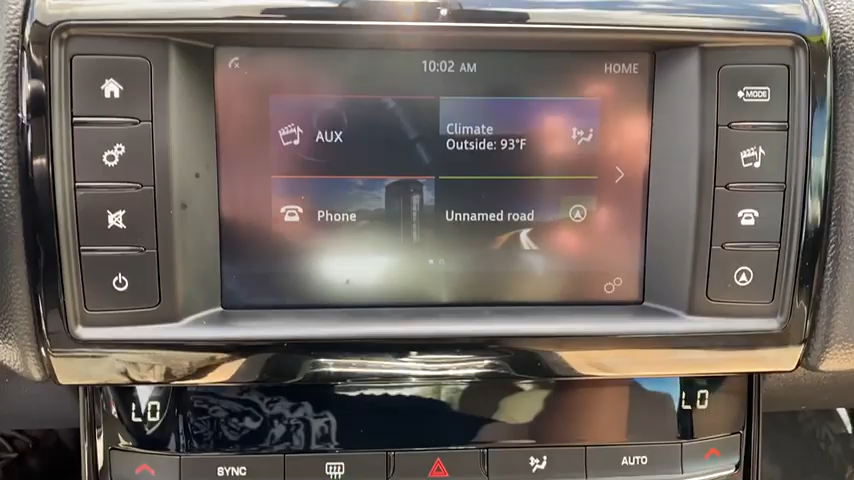 10:02 AM
HOME
MODE
AUX
Climate
Outside: 93°F
Phone
Unnamed road
LO
LO
SYNC
AUTO